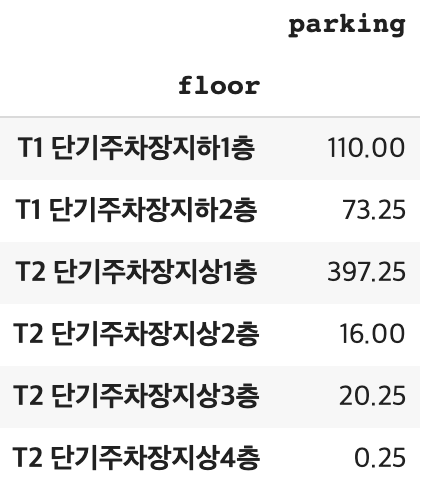 parking
floor
T1 단기주차장지하1층 110.00
T1 단기주차장지하2층 73.25
T2 단기주차장지상1층 397.25
T2 단기주차장지상2층 16.00
T2 단기주차장지상3층 20.25
T2 단기주차장지상4층 0.25